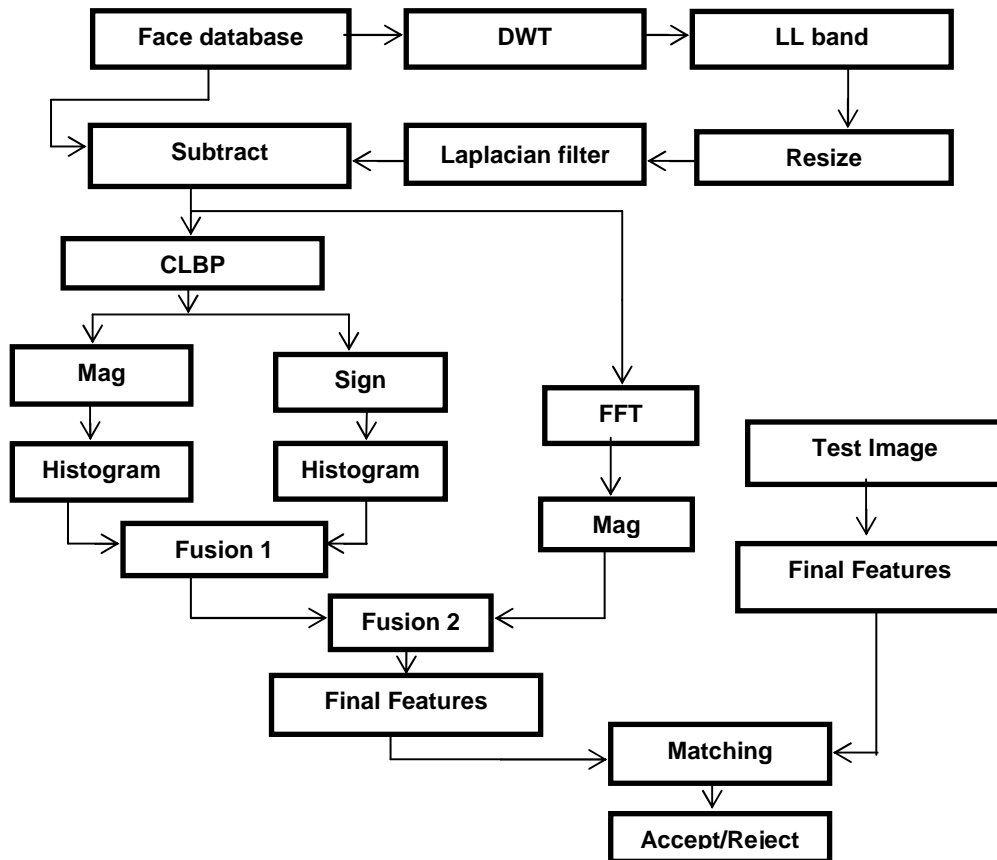 Face database
DWT
LL band
Subtract
Laplacian filter
Resize
CLBP
Mag
Sign
FFT
Test Image
Histogram
Histogram
Mag
Fusion 1
Final Features
Fusion 2
Final Features
Matching
Accept/Reject